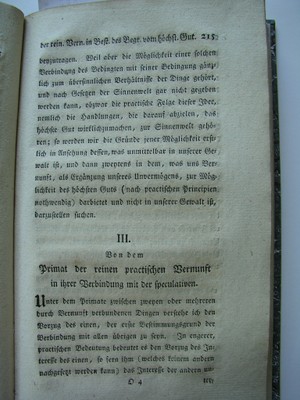 der rein. Vern. in Best. des Begr. vom höchst. Gut. 215
beyzutragen. Weil aber die Möglichkeit einer solchen
Verbindung des Bedingten mit seiner Bedingung gänz-
lich zum übersinnlichen Verhältnisse der Dinge gehört,
und nach Gesetzen der Sinnenwelt gar nicht gegeben
werden kann, obzwar die practische Folge dieser Idee,
nemlich die Handlungen, die darauf abzielen, das
höchste Gut wirklich zu machen, zur Sinnenwelt gehö-
ren; so werden wir die Gründe jener Möglichkeit erst-
lich in Ansehung dessen, was unmittelbar in unserer Ge-
walt ist, und dann zweytens in dem, was uns Ver-
nunft, als Ergänzung unseres Unvermögens, zur Mög-
lichkeit des höchsten Guts (nach practischen Principien
nothwendig) darbietet und nicht in unserer Gewalt ist,
darzustellen suchen.
III.
Von dem
Primat der reinen practischen Vernunft
in ihrer Verbindung mit der speculativen.
Unter dem Primate zwischen zweyen oder mehreren
durch Vernunft verbundenen Dingen verstehe ich den
Vorzug des einen, der erste Bestimmungsgrund der
Verbindung mit allen übrigen zu seyn. In engerer,
practischer Bedeutung bedeutet es den Vorzug des In-
teresse des einen, so fern ihm (welches keinem andern
nachgesetzt werden kann) das Interesse der andern un-
O 4